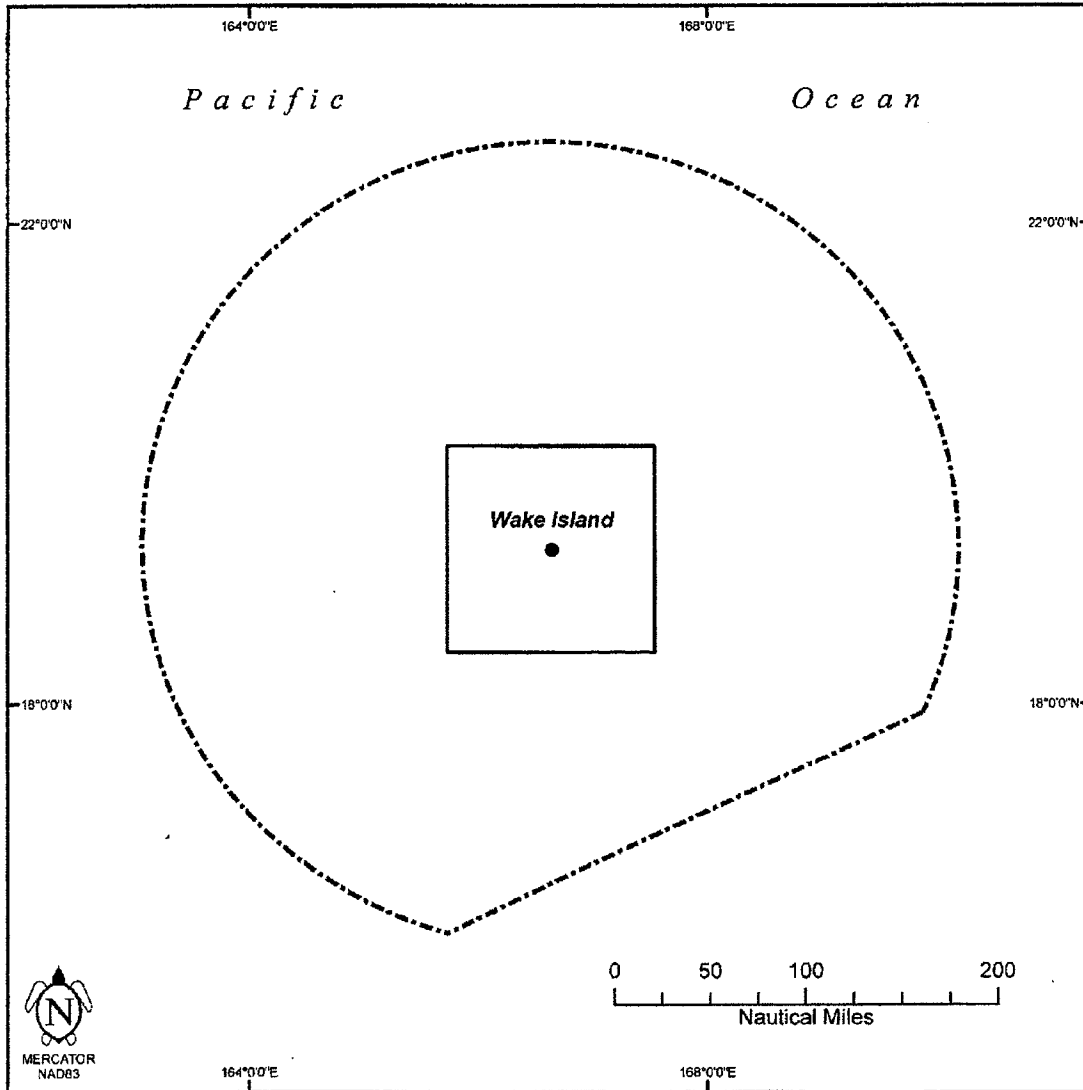 164°0'0"E 168°0'0"E
Pacific Ocean
22°0'0"N 22°0'0"N
Wake Island
18°0'0"N 18°0'0"N
0 50 100 200
Nautical Miles
N
MERCATOR
NAD83
164°0'0"E 168°0'0"E